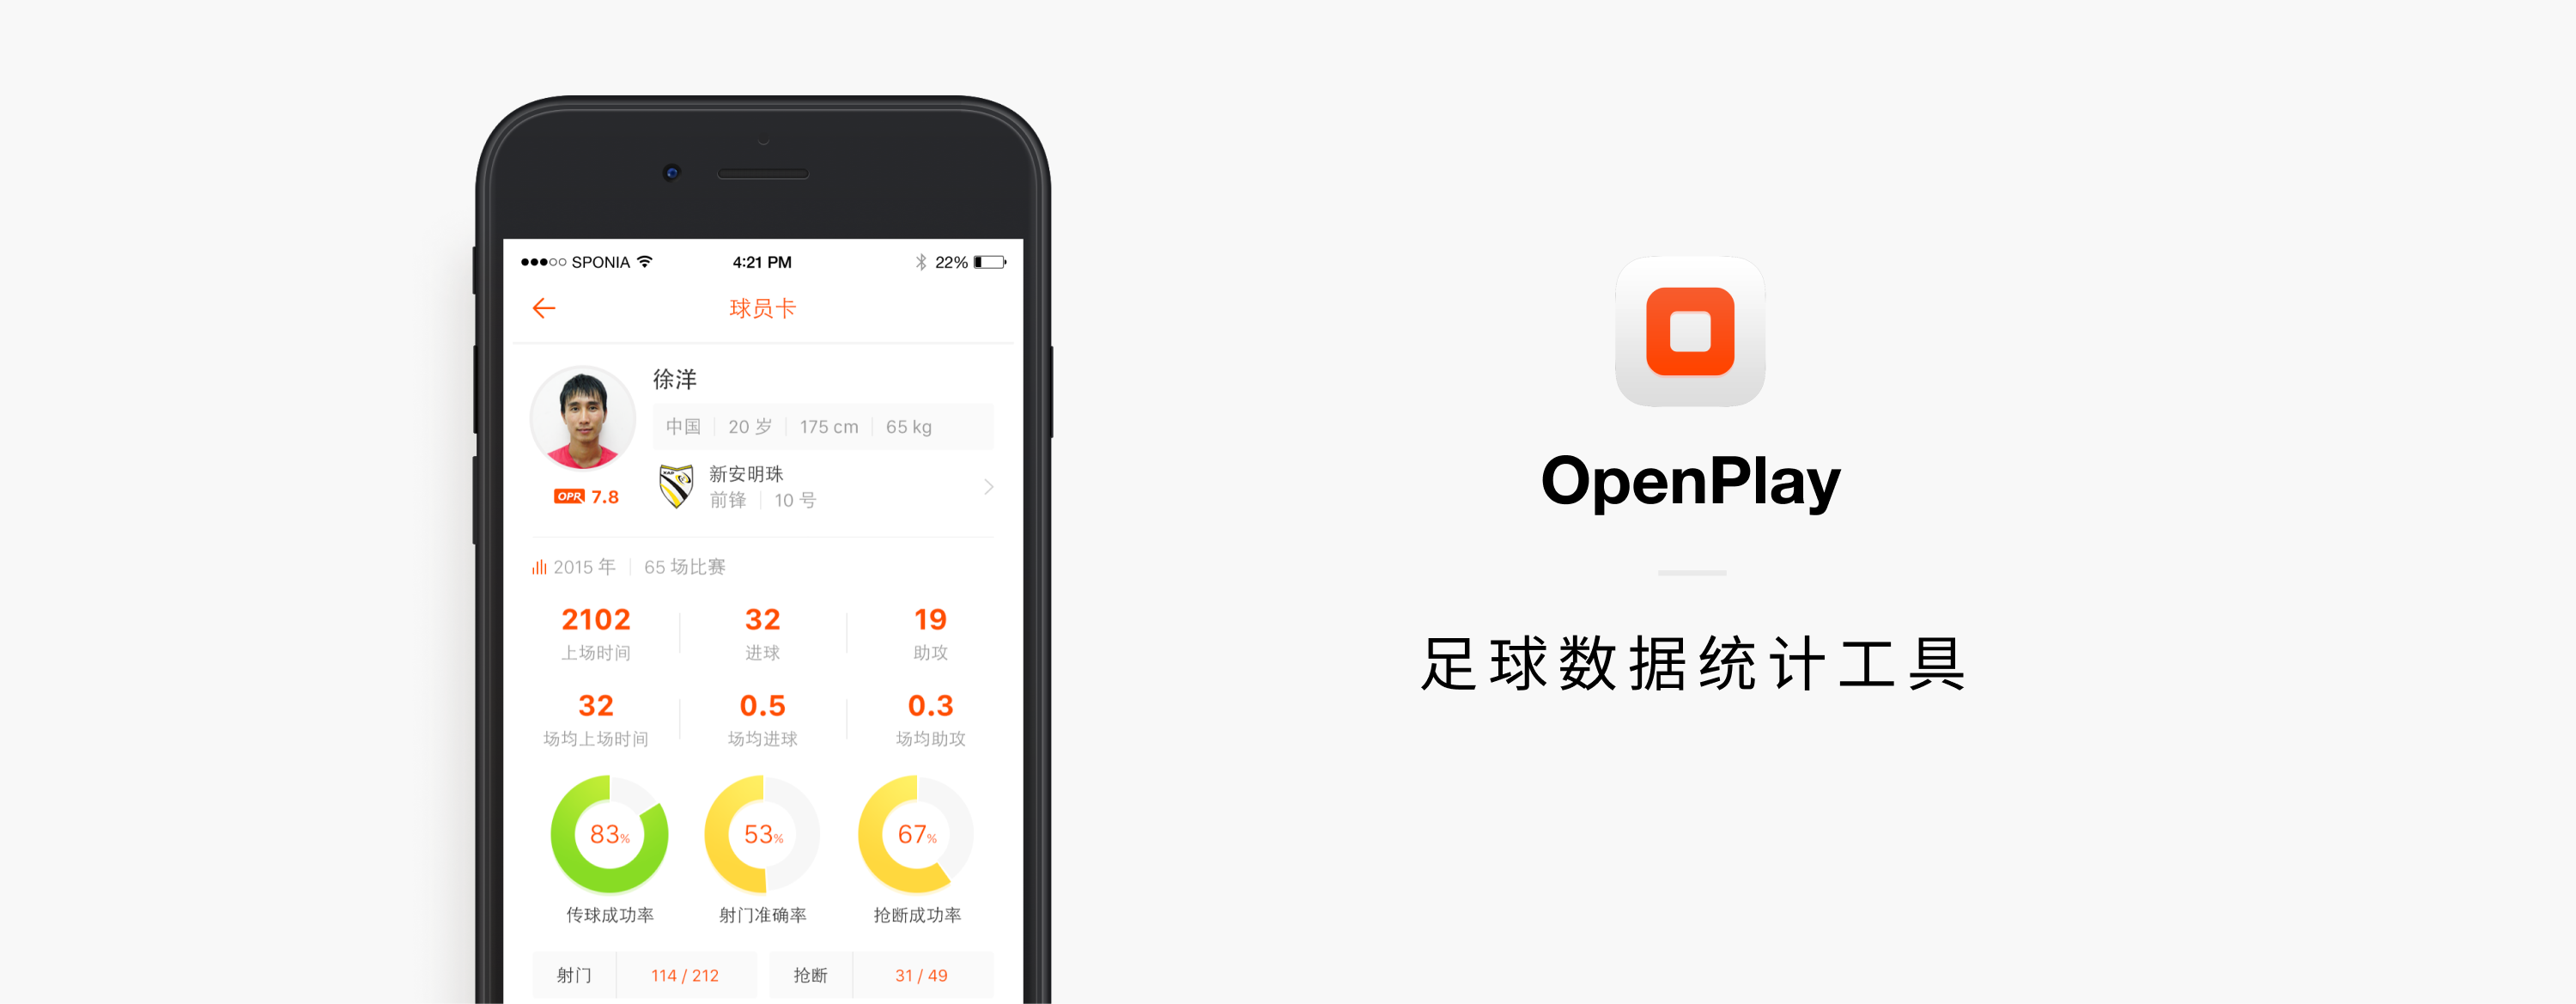 SPONIA 4:21 PM 22%
球员卡
徐洋
中国 20 岁 175 cm 65 kg
新安明珠
前锋 10 号
OPR 7.8
2015 年 65 场比赛
2102 32 19
上场时间 进球 助攻
32 0.5 0.3
场均上场时间 场均进球 场均助攻
83% 53% 67%
传球成功率 射门准确率 抢断成功率
射门 114 / 212 抢断 31 / 49
OpenPlay
足球数据统计工具